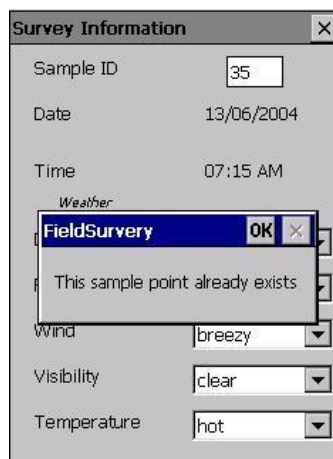 Survey Information
Sample ID 35
Date 13/06/2004
Time 07:15 AM
Weather
FieldSurvery OK
This sample point already exists
Wind breezy
Visibility clear
Temperature hot